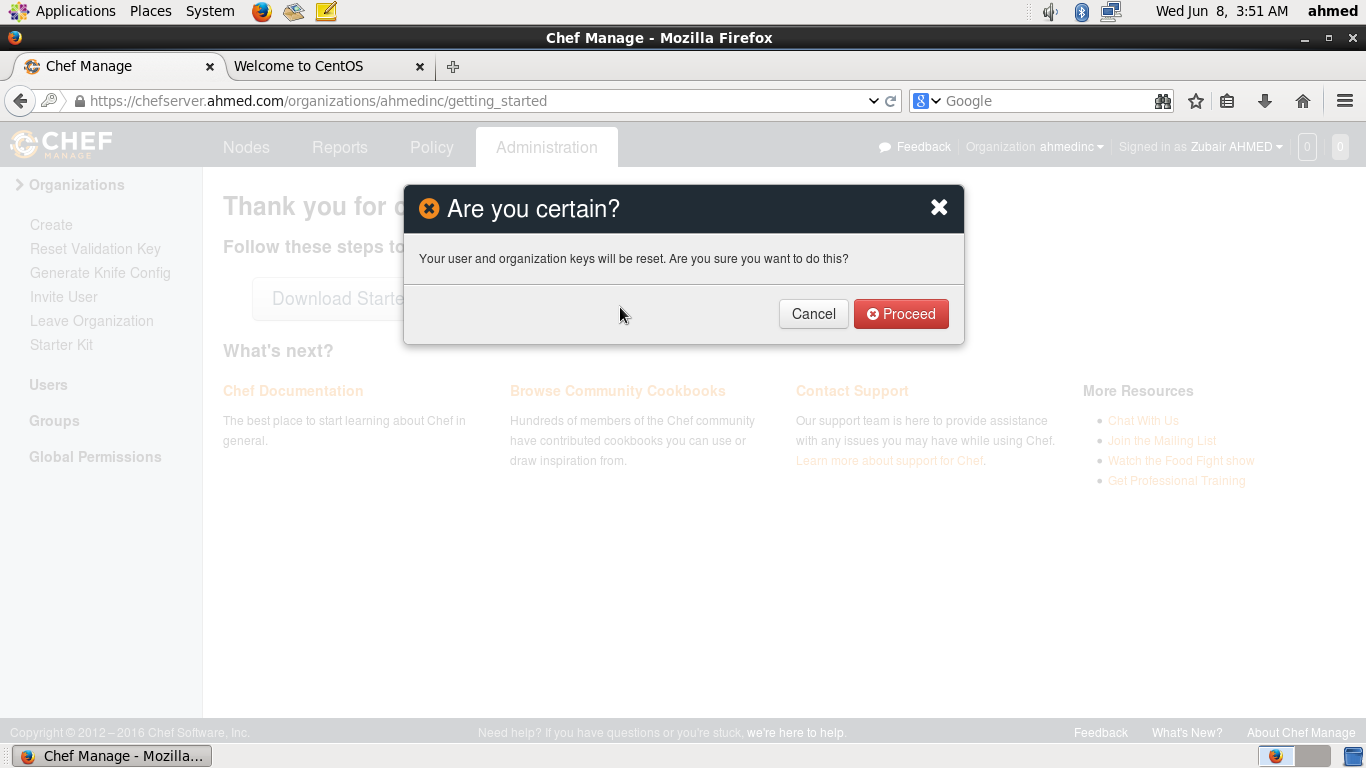 Applications Places System Wed Jun 8, 3:51 AM ahmed
Chef Manage - Mozilla Firefox
Chef Manage Welcome to CentOS
https://chefserver.ahmed.com/organizations/ahmedinc/getting_started Google
CHEF
MANAGE
Nodes Reports Policy Administration Feedback Organization ahmedinc Signed in as Zubair AHMED 0 0
Organizations
Create
Reset Validation Key
Generate Knife Config
Invite User
Leave Organization
Starter Kit
Users
Groups
Global Permissions
Thank you for c
Follow these steps to
Download Starte
Are you certain?
Your user and organization keys will be reset. Are you sure you want to do this?
Cancel Proceed
What's next?
Chef Documentation
The best place to start learning about Chef in
general.
Browse Community Cookbooks
Hundreds of members of the Chef community
have contributed cookbooks you can use or
draw inspiration from.
Contact Support
Our support team is here to provide assistance
with any issues you may have while using Chef.
Learn more about support for Chef.
More Resources
Chat With Us
Join the Mailing List
Watch the Food Fight show
Get Professional Training
Copyright © 2012–2016 Chef Software, Inc. Need help? If you have questions or you're stuck, we're here to help. Feedback What's New? About Chef Manage
Chef Manage - Mozilla...